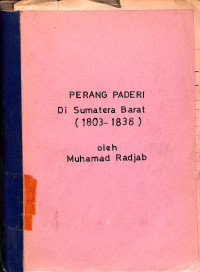 PERANG PADERI
Di Sumatera Barat
(1803-1838)
oleh
Muhamad Radjab